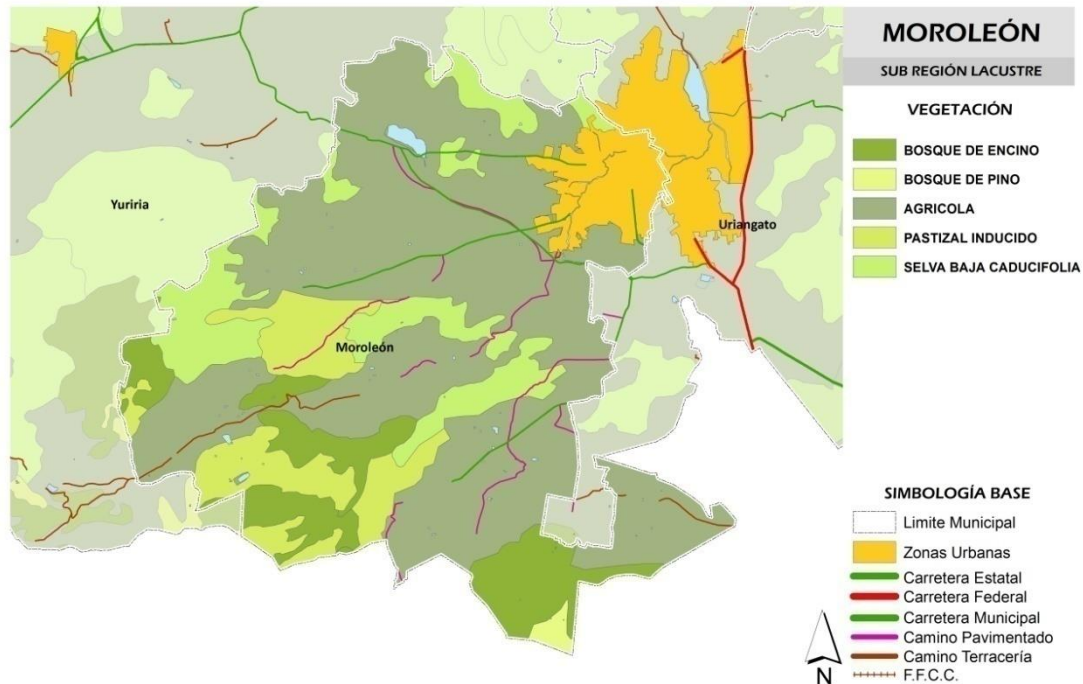 MOROLEÓN
SUB REGIÓN LACUSTRE
VEGETACIÓN
BOSQUE DE ENCINO
BOSQUE DE PINO
AGRICOLA
PASTIZAL INDUCIDO
SELVA BAJA CADUCIFOLIA
Yuriria
Uriangato
Moroleón
SIMBOLOGÍA BASE
Limite Municipal
Zonas Urbanas
Carretera Estatal
Carretera Federal
Carretera Municipal
Camino Pavimentado
Camino Terracería
F.F.C.C.
N